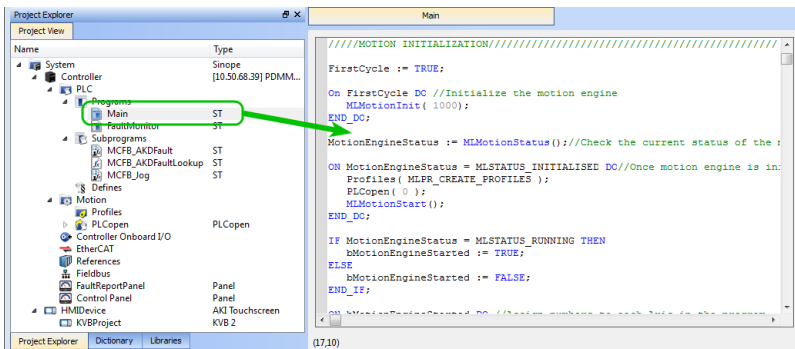 Project Explorer
Project View
Name Type
System Sinope
Controller [10.50.68.39] PDMM...
PLC
Programs
Main ST
FaultMonitor ST
Subprograms
MCFB_AKDFault ST
MCFB_AKDFaultLookup ST
MCFB_Jog ST
Defines
Motion
Profiles
PLCopen PLCopen
Controller Onboard I/O
EtherCAT
References
Fieldbus
FaultReportPanel Panel
Control Panel Panel
HMIDevice AKI Touchscreen
KVBProject KVB 2
Project Explorer Dictionary Libraries
Main
/////MOTION INITIALIZATION///////////////////////////////////////////////
FirstCycle := TRUE;
On FirstCycle DO //Initialize the motion engine
MLMotionInit( 1000);
END_DO;
MotionEngineStatus := MLMotionStatus();//Check the current status of the
ON MotionEngineStatus = MLSTATUS_INITIALISED DO//Once motion engine is
Profiles( MLPR_CREATE_PROFILES );
PLCopen( 0 );
MLMotionStart();
END_DO;
IF MotionEngineStatus = MLSTATUS_RUNNING THEN
bMotionEngineStarted := TRUE;
ELSE
bMotionEngineStarted := FALSE;
END_IF;
(17,10)